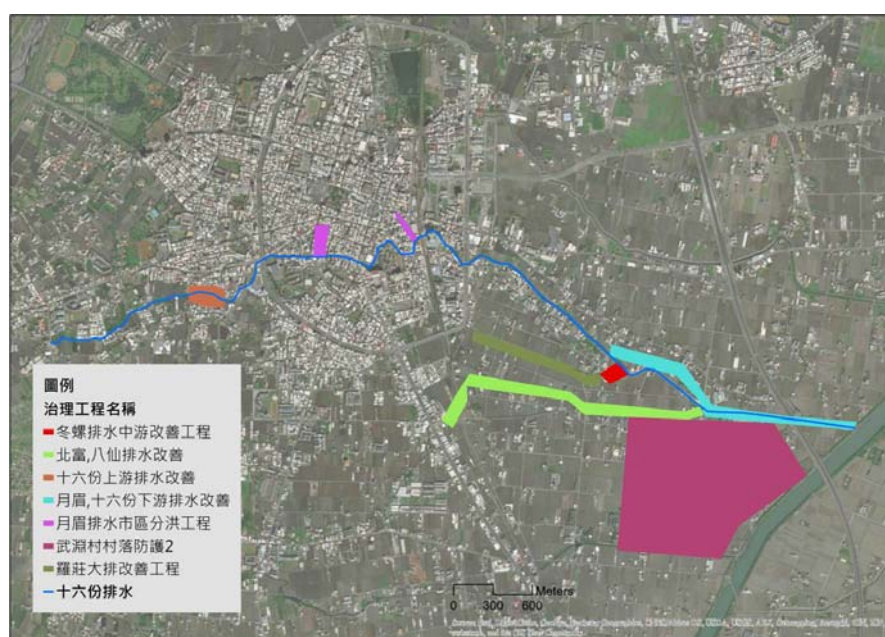 圖例
治理工程名稱
冬螺排水中游改善工程
北富,八仙排水改善
十六份上游排水改善
月眉,十六份下游排水改善
月眉排水市區分洪工程
武淵村村落防護2
羅莊大排改善工程
十六份排水
Meters
0 300 600